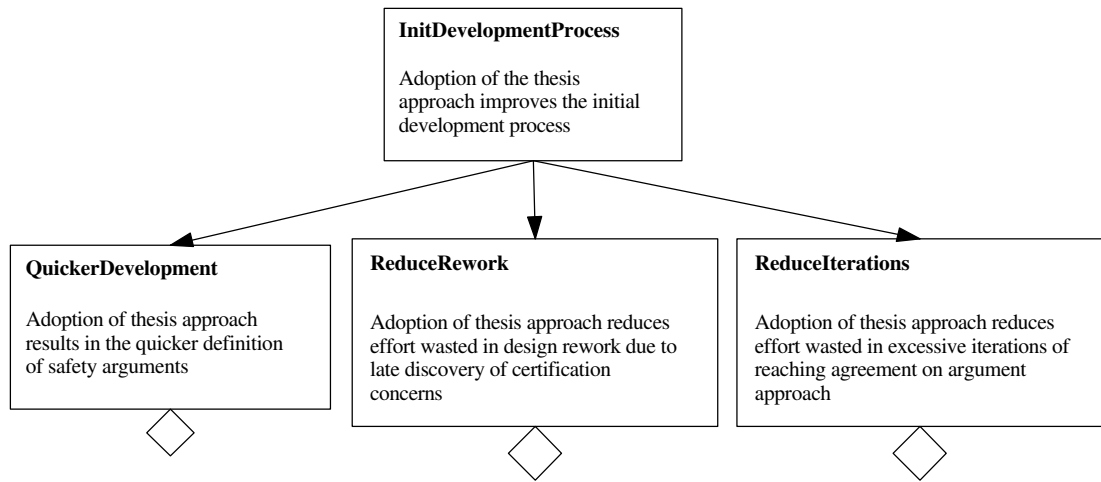 InitDevelopmentProcess
Adoption of the thesis
approach improves the initial
development process
QuickerDevelopment
Adoption of thesis approach
results in the quicker definition
of safety arguments
ReduceRework
Adoption of thesis approach reduces
effort wasted in design rework due to
late discovery of certification
concerns
ReduceIterations
Adoption of thesis approach reduces
effort wasted in excessive iterations of
reaching agreement on argument
approach